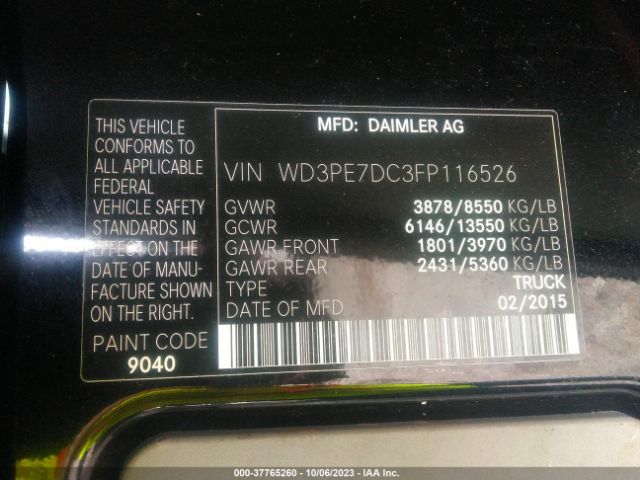 MFD: DAIMLER AG
THIS VEHICLE
CONFORMS TO
ALL APPLICABLE
FEDERAL
VEHICLE SAFETY
STANDARDS IN
EFFECT ON THE
DATE OF MANU-
FACTURE SHOWN
ON THE RIGHT.
PAINT CODE
9040
VIN WD3PE7DC3FP116526
GVWR 3878/8550 KG/LB
GCWR 6146/13550 KG/LB
GAWR FRONT 1801/3970 KG/LB
GAWR REAR 2431/5360 KG/LB
TYPE TRUCK
DATE OF MFD 02/2015
000-37765260 - 10/06/2023 - IAA Inc.